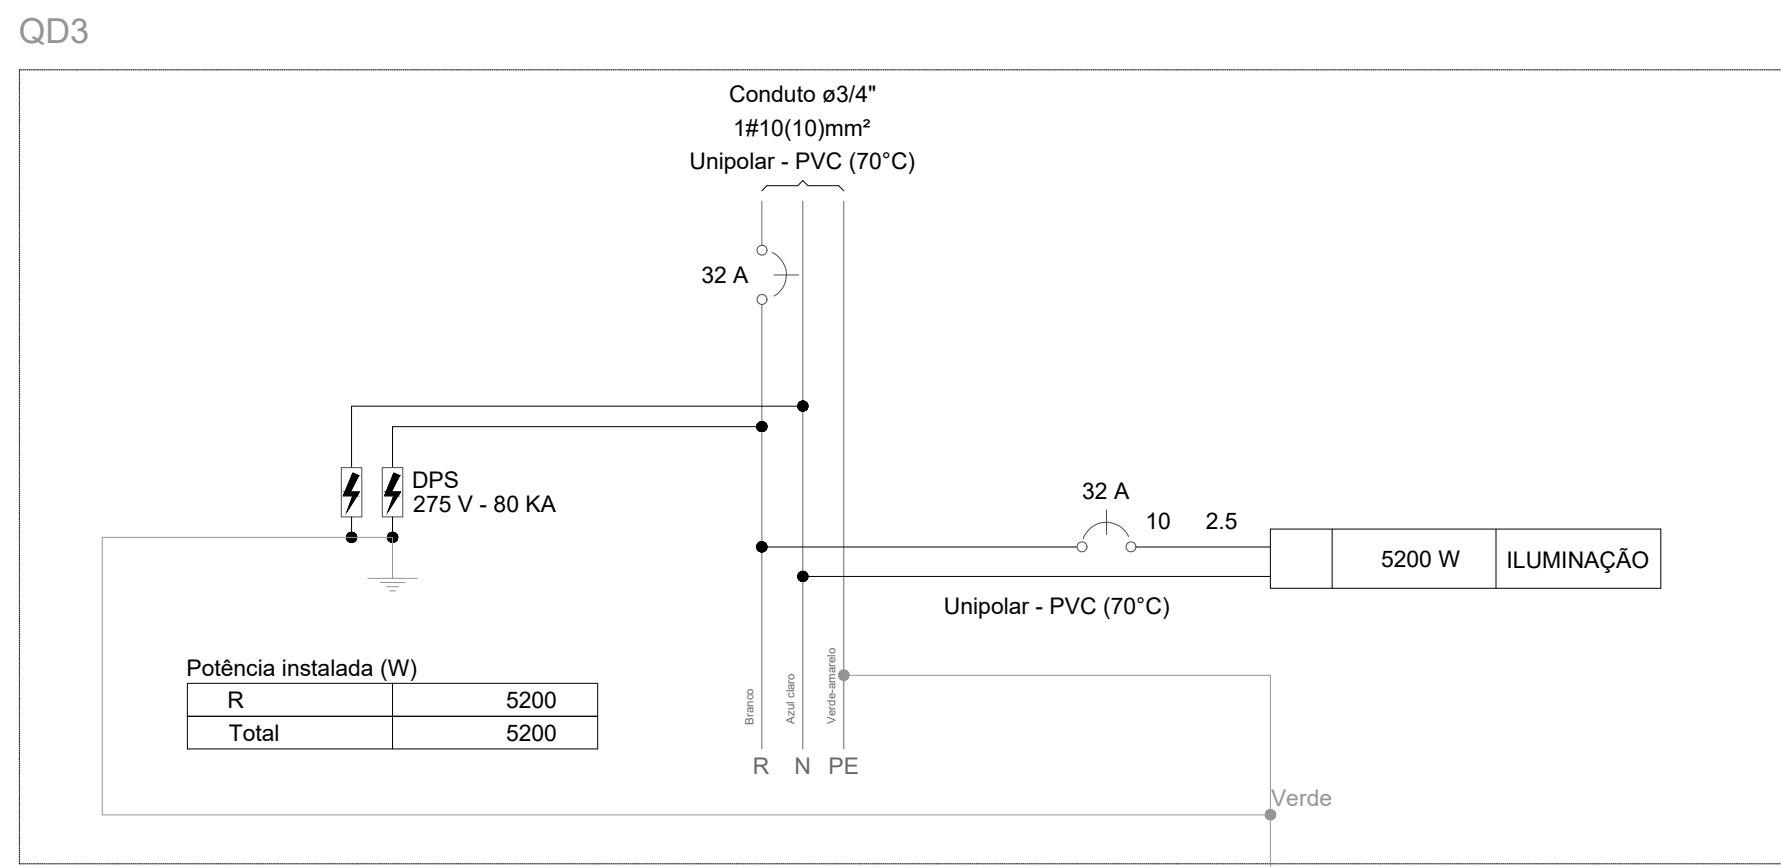 QD3
Conduto ø3/4"
1#10(10)mm²
Unipolar - PVC (70°C)
32 A
DPS
275 V - 80 KA
32 A
10 2.5
5200 W ILUMINAÇÃO
Unipolar - PVC (70°C)
Potência instalada (W)
R 5200
Total 5200
Branco
Azul claro
Verde-amarelo
R N PE
Verde